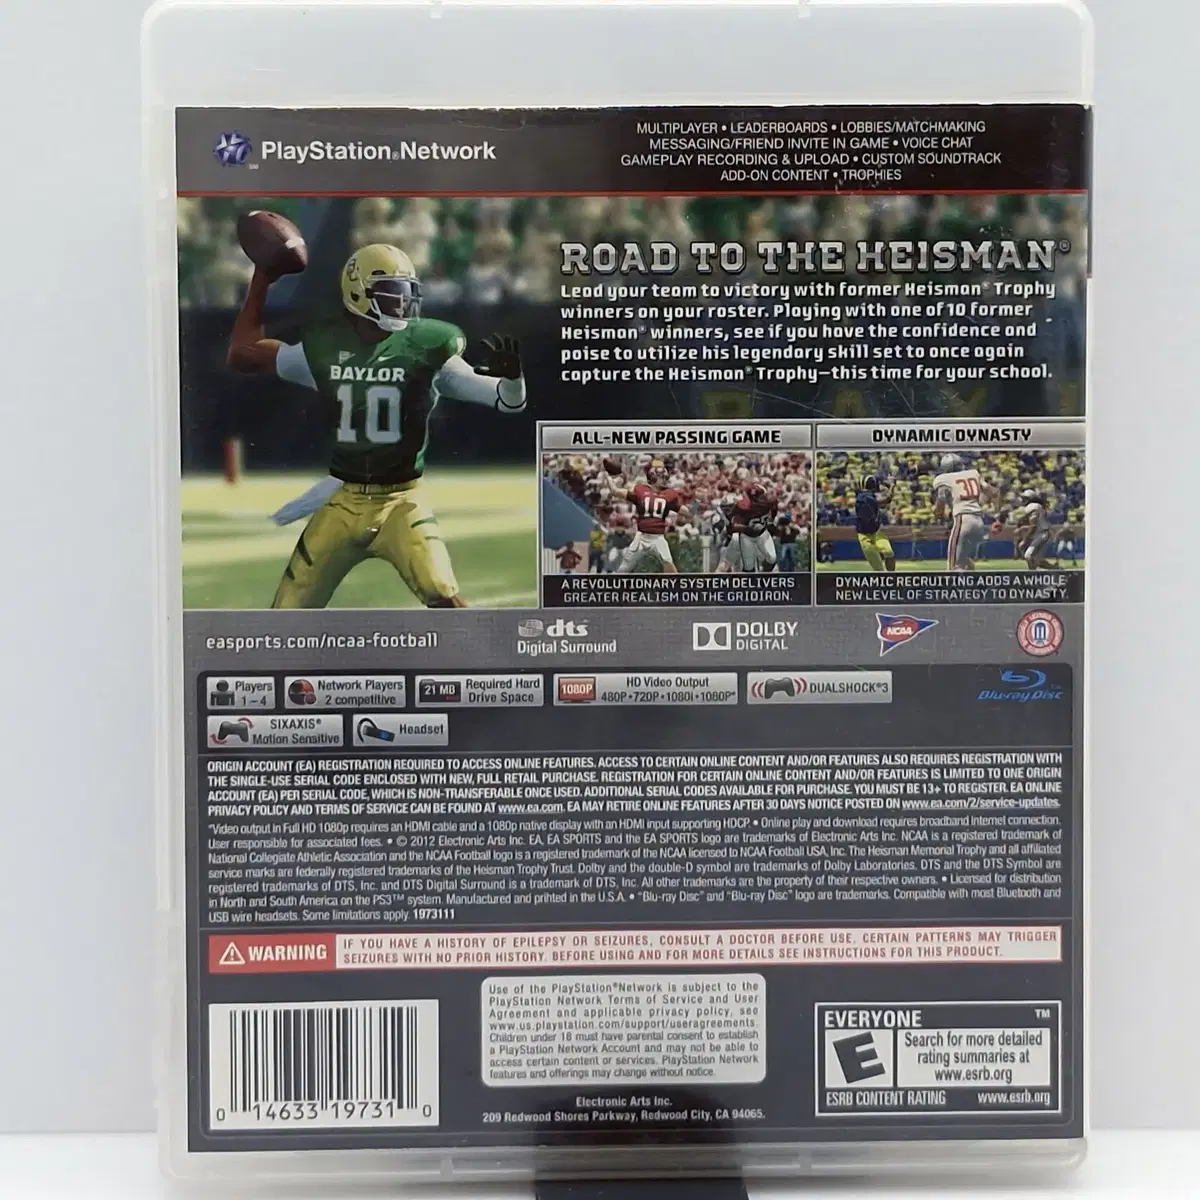 PlayStation®Network
MULTIPLAYER • LEADERBOARDS • LOBBIES/MATCHMAKING
MESSAGING/FRIEND INVITE IN GAME • VOICE CHAT
GAMEPLAY RECORDING & UPLOAD • CUSTOM SOUNDTRACK
ADD-ON CONTENT • TROPHIES
BAYLOR
10
ROAD TO THE HEISMAN®
Lead your team to victory with former Heisman® Trophy
winners on your roster. Playing with one of 10 former
Heisman® winners, see if you have the confidence and
poise to utilize his legendary skill set to once again
capture the Heisman® Trophy—this time for your school.
ALL-NEW PASSING GAME
10
A REVOLUTIONARY SYSTEM DELIVERS
GREATER REALISM ON THE GRIDIRON.
DYNAMIC DYNASTY
30
DYNAMIC RECRUITING ADDS A WHOLE
NEW LEVEL OF STRATEGY TO DYNASTY.
easports.com/ncaa-football
dts
Digital Surround
DOLBY
DIGITAL
NCAA
Players
1 – 4
Network Players
2 competitive
21 MB
Required Hard
Drive Space
1080P
HD Video Output
480P•720P•1080i•1080P*
DUALSHOCK®3
Blu-ray Disc
SIXAXIS®
Motion Sensitive
Headset
ORIGIN ACCOUNT (EA) REGISTRATION REQUIRED TO ACCESS ONLINE FEATURES. ACCESS TO CERTAIN ONLINE CONTENT AND/OR FEATURES ALSO REQUIRES REGISTRATION WITH
THE SINGLE-USE SERIAL CODE ENCLOSED WITH NEW, FULL RETAIL PURCHASE. REGISTRATION FOR CERTAIN ONLINE CONTENT AND/OR FEATURES IS LIMITED TO ONE ORIGIN
ACCOUNT (EA) PER SERIAL CODE, WHICH IS NON-TRANSFERABLE ONCE USED. ADDITIONAL SERIAL CODES AVAILABLE FOR PURCHASE. YOU MUST BE 13+ TO REGISTER. EA ONLINE
PRIVACY POLICY AND TERMS OF SERVICE CAN BE FOUND AT www.ea.com. EA MAY RETIRE ONLINE FEATURES AFTER 30 DAYS NOTICE POSTED ON www.ea.com/2/service-updates.
*Video output in Full HD 1080p requires an HDMI cable and a 1080p native display with an HDMI input supporting HDCP. • Online play and download requires broadband Internet connection.
User responsible for associated fees. • © 2012 Electronic Arts Inc. EA, EA SPORTS and the EA SPORTS logo are trademarks of Electronic Arts Inc. NCAA is a registered trademark of
National Collegiate Athletic Association and the NCAA Football logo is a registered trademark of the NCAA licensed to NCAA Football USA, Inc. The Heisman Memorial Trophy and all affiliated
service marks are federally registered trademarks of the Heisman Trophy Trust. Dolby and the double-D symbol are trademarks of Dolby Laboratories. DTS and the DTS Symbol are
registered trademarks of DTS, Inc. and DTS Digital Surround is a trademark of DTS, Inc. All other trademarks are the property of their respective owners. • Licensed for distribution
in North and South America on the PS3™ system. Manufactured and printed in the U.S.A. • "Blu-ray Disc" and "Blu-ray Disc" logo are trademarks. Compatible with most Bluetooth and
USB wire headsets. Some limitations apply. 1973111
WARNING
IF YOU HAVE A HISTORY OF EPILEPSY OR SEIZURES, CONSULT A DOCTOR BEFORE USE. CERTAIN PATTERNS MAY TRIGGER
SEIZURES WITH NO PRIOR HISTORY. BEFORE USING AND FOR MORE DETAILS SEE INSTRUCTIONS FOR THIS PRODUCT.
0 14633 19731 0
Use of the PlayStation®Network is subject to the
PlayStation Network Terms of Service and User
Agreement and applicable privacy policy, see
www.us.playstation.com/support/useragreements.
Children under 18 must have parental consent to establish
a PlayStation Network Account and may not be able to
access certain content or services. PlayStation Network
features and offerings may change without notice.
Electronic Arts Inc.
209 Redwood Shores Parkway, Redwood City, CA 94065.
EVERYONE ™
E
Search for more detailed
rating summaries at
www.esrb.org
ESRB CONTENT RATING www.esrb.org